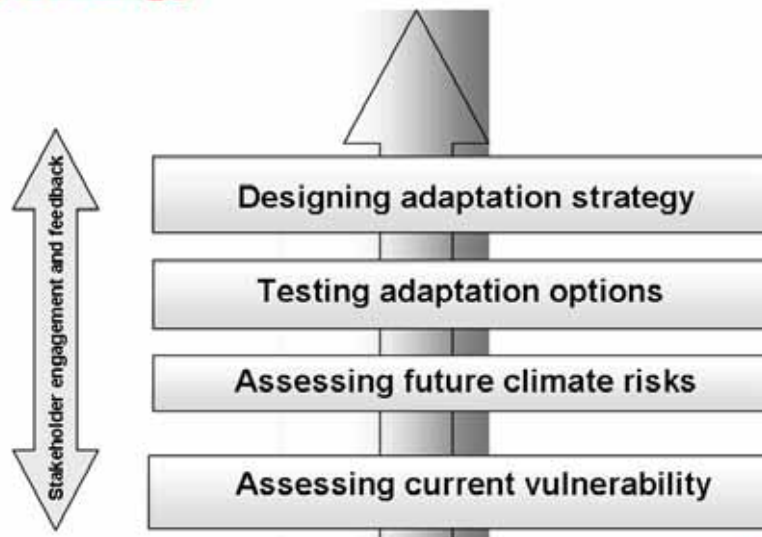 Designing adaptation strategy
Testing adaptation options
Assessing future climate risks
Assessing current vulnerability
Stakeholder engagement and feedback